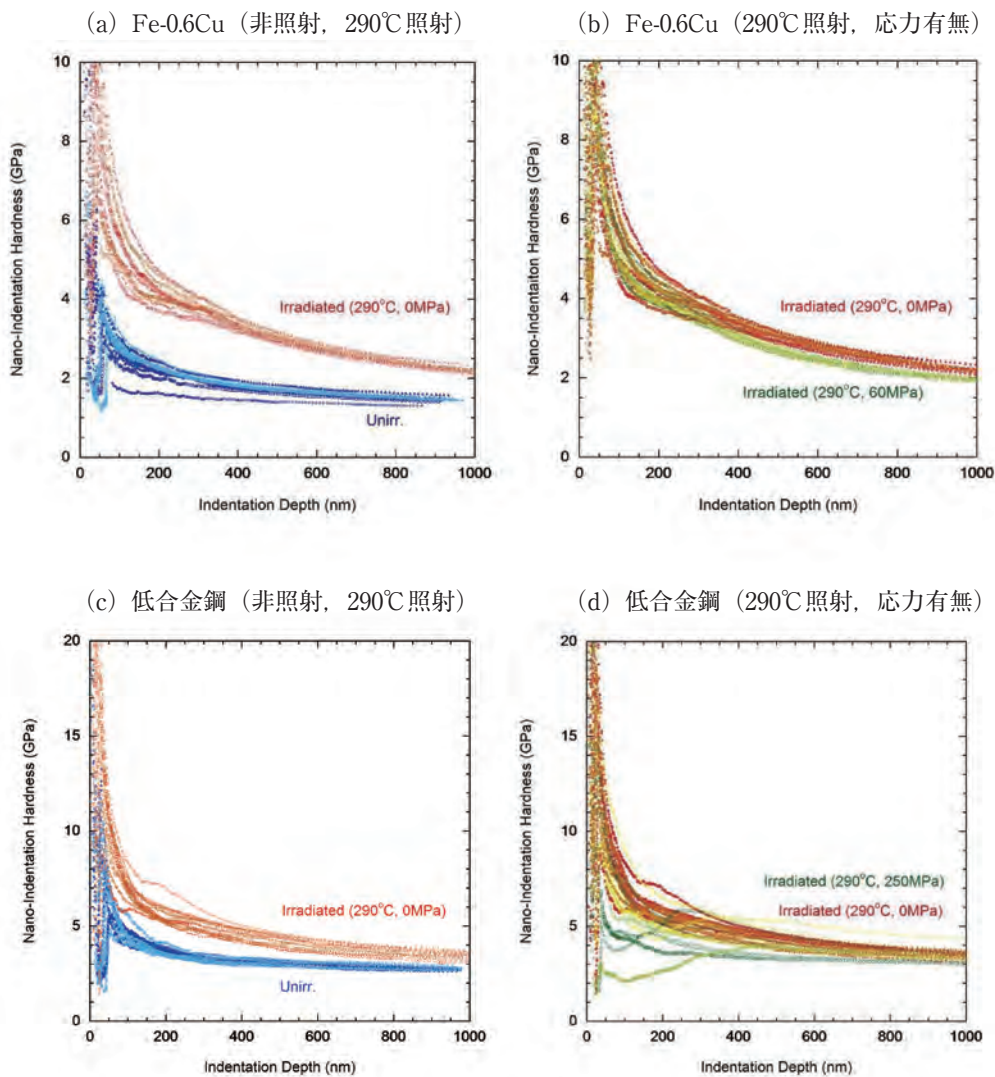 (a) Fe-0.6Cu（非照射，290℃照射）
10
8
6
4
2
0
Nano-Indentation Hardness (GPa)
Irradiated (290°C, 0MPa)
Unirr.
0 200 400 600 800 1000
Indentation Depth (nm)
(b) Fe-0.6Cu（290℃照射，応力有無）
10
8
6
4
2
0
Nano-Indentaiton Hardness (GPa)
Irradiated (290°C, 0MPa)
Irradiated (290°C, 60MPa)
0 200 400 600 800 1000
Indentation Depth (nm)
(c) 低合金鋼（非照射，290℃照射）
20
15
10
5
0
Nano-Indentation Hardness (GPa)
Irradiated (290°C, 0MPa)
Unirr.
0 200 400 600 800 1000
Indentation Depth (nm)
(d) 低合金鋼（290℃照射，応力有無）
20
15
10
5
0
Nano-Indentation Hardness (GPa)
Irradiated (290°C, 250MPa)
Irradiated (290°C, 0MPa)
0 200 400 600 800 1000
Indentation Depth (nm)